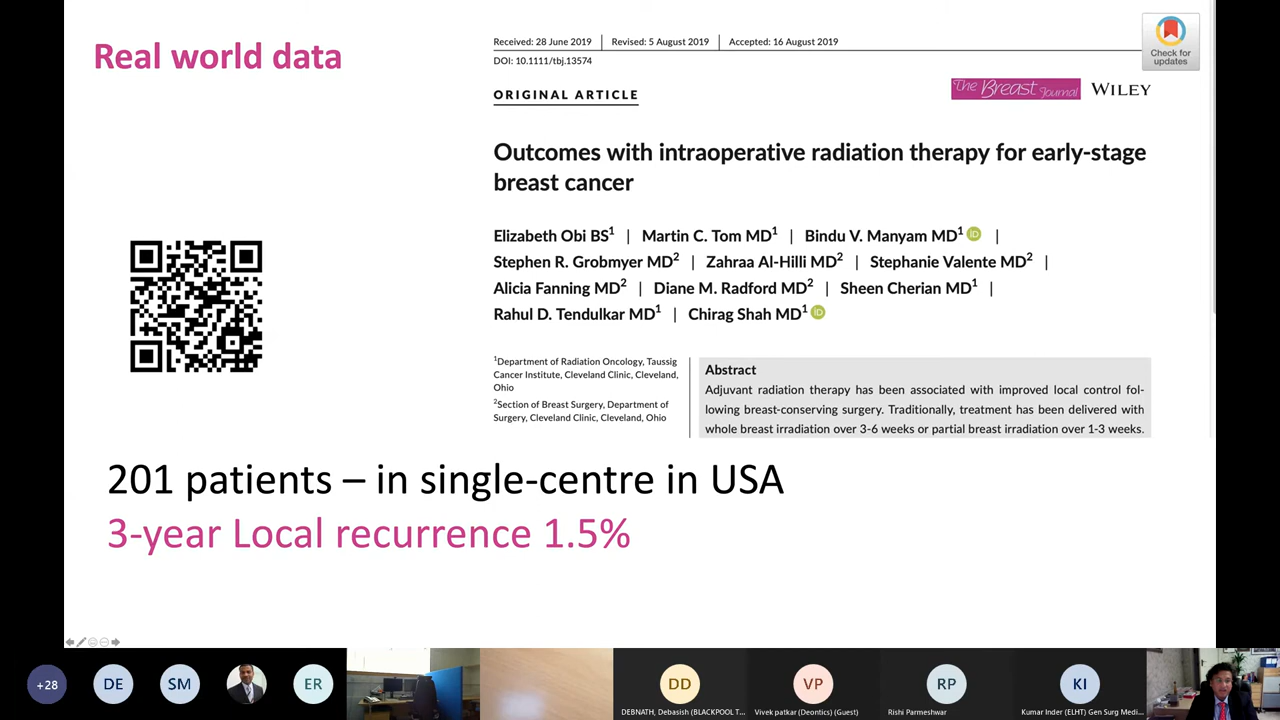 Real world data
Received: 28 June 2019 | Revised: 5 August 2019 | Accepted: 16 August 2019
DOI: 10.1111/tbj.13574
Check for
updates
ORIGINAL ARTICLE
The Breast Journal WILEY
Outcomes with intraoperative radiation therapy for early-stage
breast cancer
Elizabeth Obi BS1 | Martin C. Tom MD1 | Bindu V. Manyam MD1 iD |
Stephen R. Grobmyer MD2 | Zahraa Al-Hilli MD2 | Stephanie Valente MD2 |
Alicia Fanning MD2 | Diane M. Radford MD2 | Sheen Cherian MD1 |
Rahul D. Tendulkar MD1 | Chirag Shah MD1 iD
1Department of Radiation Oncology, Taussig
Cancer Institute, Cleveland Clinic, Cleveland,
Ohio
2Section of Breast Surgery, Department of
Surgery, Cleveland Clinic, Cleveland, Ohio
Abstract
Adjuvant radiation therapy has been associated with improved local control fol-
lowing breast-conserving surgery. Traditionally, treatment has been delivered with
whole breast irradiation over 3-6 weeks or partial breast irradiation over 1-3 weeks.
201 patients – in single-centre in USA
3-year Local recurrence 1.5%
+28
DE
SM
ER
DD
DEBNATH, Debasish (BLACKPOOL T...
VP
Vivek patkar (Deontics) (Guest)
RP
Rishi Parmeshwar
KI
Kumar Inder (ELHT) Gen Surg Medi...